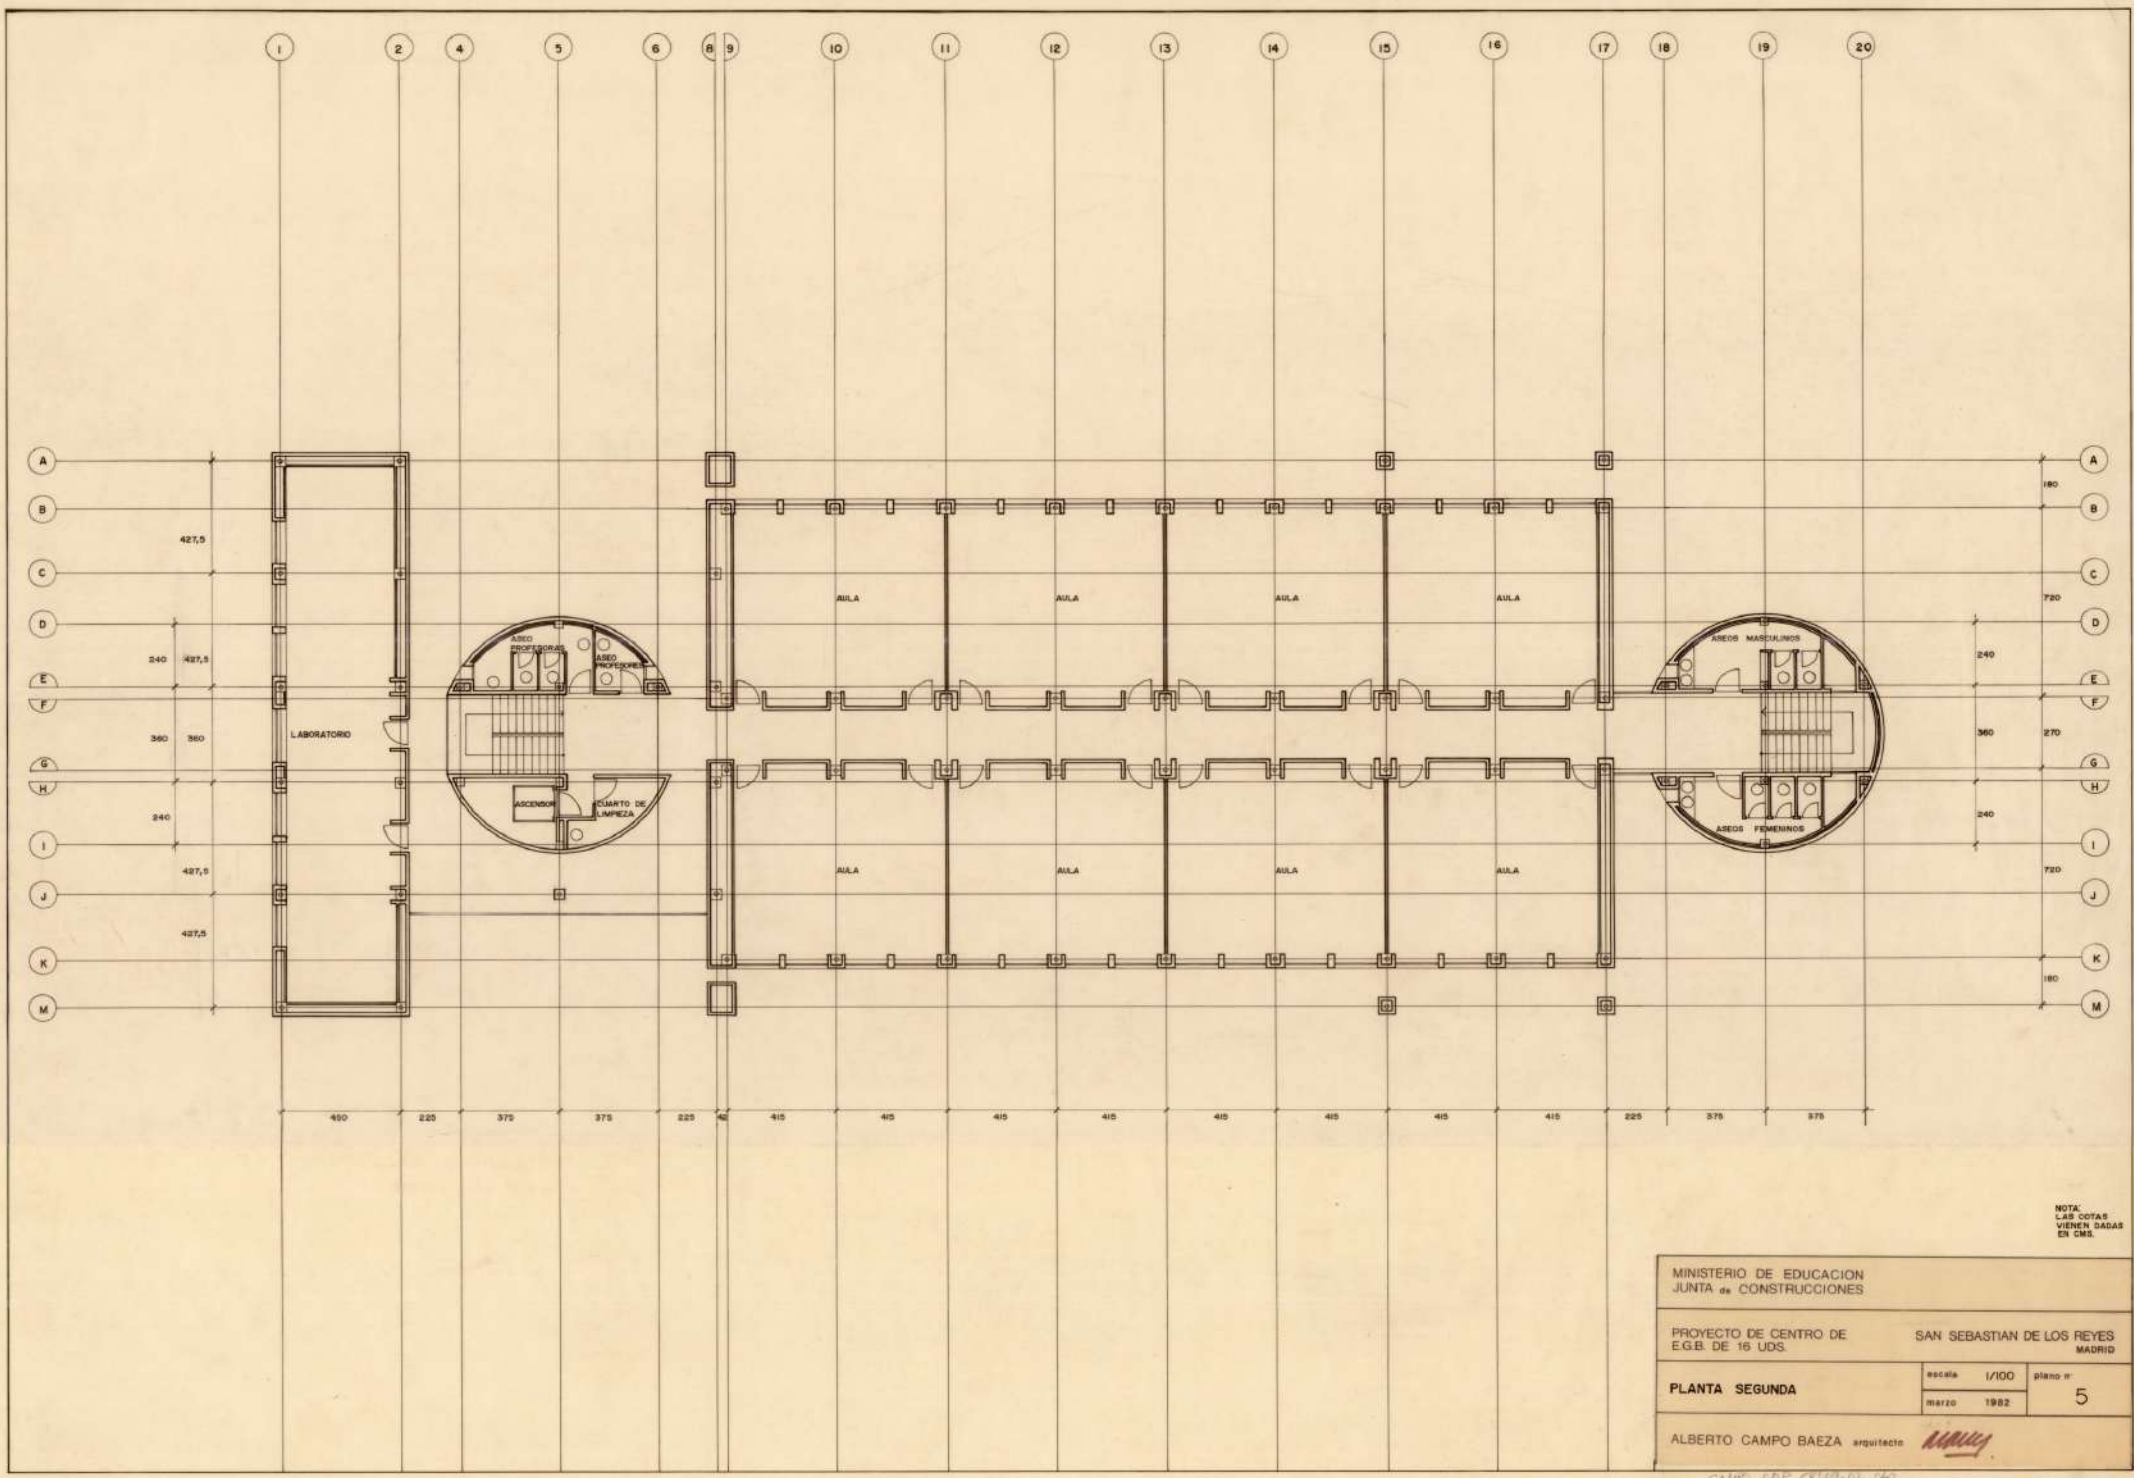 1 2 4 5 6 8 9 10 11 12 13 14 15 16 17 18 19 20
A A
180
B B
427,5
C C
AULA AULA AULA AULA
720
D D
ASEO
PROFESORAS
ASEO
PROFESORES
ASEOS MASCULINOS
240 427,5
240
E E
F F
LABORATORIO
360 360
360 270
G G
H H
ASCENSOR
CUARTO DE
LIMPIEZA
240
240
ASEOS FEMENINOS
I I
427,5
AULA AULA AULA AULA
720
J J
427,5
K K
180
M M
450 225 375 375 225 42 415 415 415 415 415 415 415 415 225 375 375
NOTA:
LAS COTAS
VIENEN DADAS
EN CMS.
MINISTERIO DE EDUCACION
JUNTA de CONSTRUCCIONES
PROYECTO DE CENTRO DE
E.G.B. DE 16 UDS.
SAN SEBASTIAN DE LOS REYES
MADRID
PLANTA SEGUNDA
escala 1/100
marzo 1982
plano nº
5
ALBERTO CAMPO BAEZA arquitecto